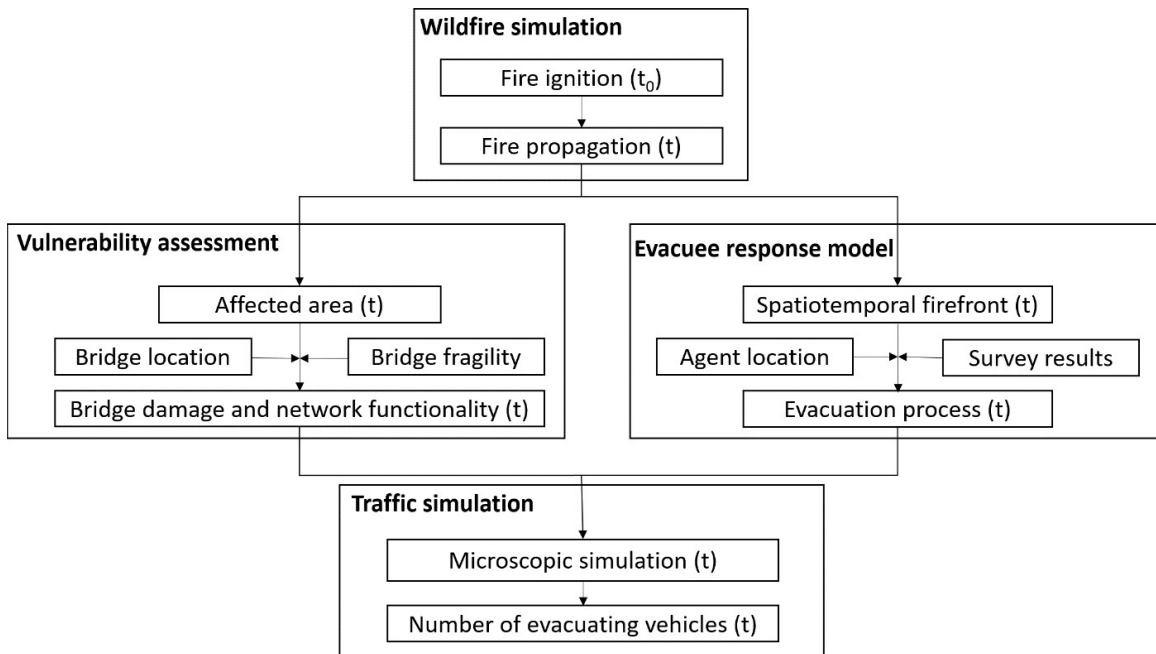 Wildfire simulation
Fire ignition (t₀)
Fire propagation (t)
Vulnerability assessment
Affected area (t)
Bridge location
Bridge fragility
Bridge damage and network functionality (t)
Evacuee response model
Spatiotemporal firefront (t)
Agent location
Survey results
Evacuation process (t)
Traffic simulation
Microscopic simulation (t)
Number of evacuating vehicles (t)